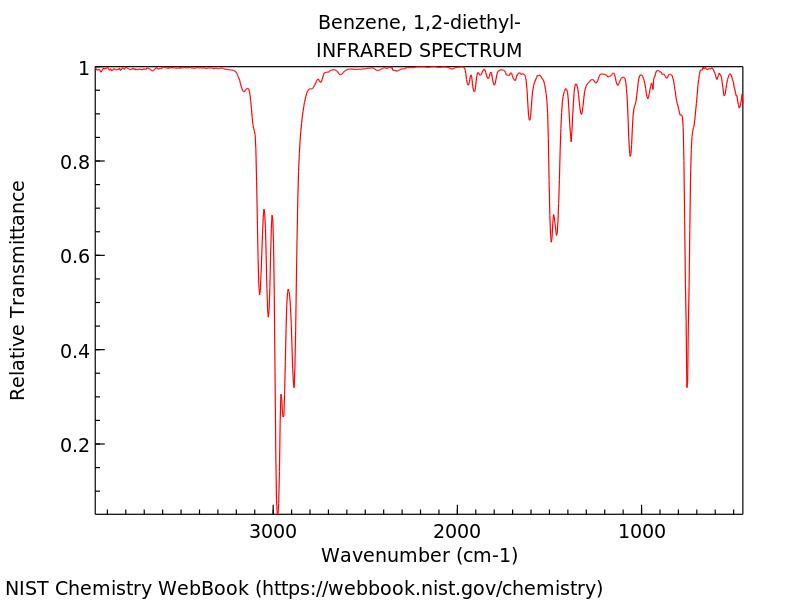 Benzene, 1,2-diethyl-
INFRARED SPECTRUM
1
0.8
0.6
0.4
0.2
Relative Transmittance
3000 2000 1000
Wavenumber (cm-1)
NIST Chemistry WebBook (https://webbook.nist.gov/chemistry)